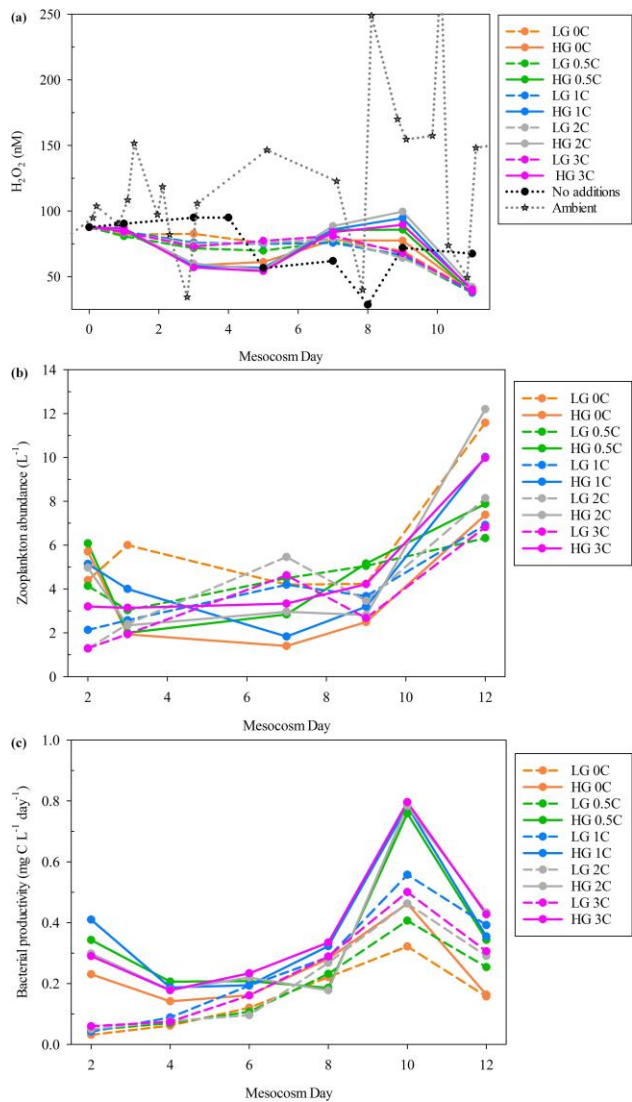 (a)
250
200
150
100
50
H₂O₂ (nM)
0 2 4 6 8 10
Mesocosm Day
LG 0C
HG 0C
LG 0.5C
HG 0.5C
LG 1C
HG 1C
LG 2C
HG 2C
LG 3C
HG 3C
No additions
Ambient
(b)
14
12
10
8
6
4
2
0
Zooplankton abundance (L⁻¹)
2 4 6 8 10 12
Mesocosm Day
LG 0C
HG 0C
LG 0.5C
HG 0.5C
LG 1C
HG 1C
LG 2C
HG 2C
LG 3C
HG 3C
(c)
1.0
0.8
0.6
0.4
0.2
0.0
Bacterial productivity (mg C L⁻¹ day⁻¹)
2 4 6 8 10 12
Mesocosm Day
LG 0C
HG 0C
LG 0.5C
HG 0.5C
LG 1C
HG 1C
LG 2C
HG 2C
LG 3C
HG 3C